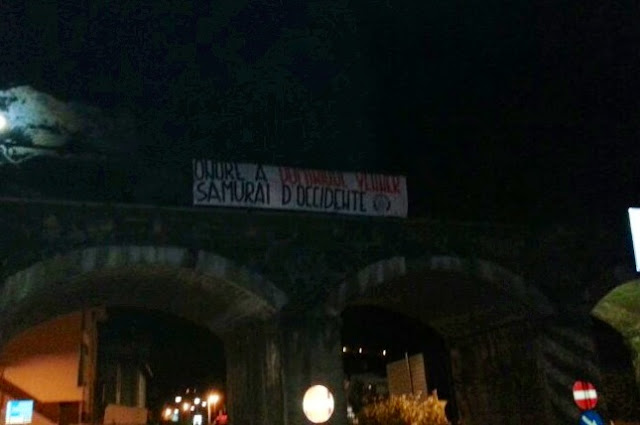 ONORE A DOMINIQUE VENNER
SAMURAI D'OCCIDENTE